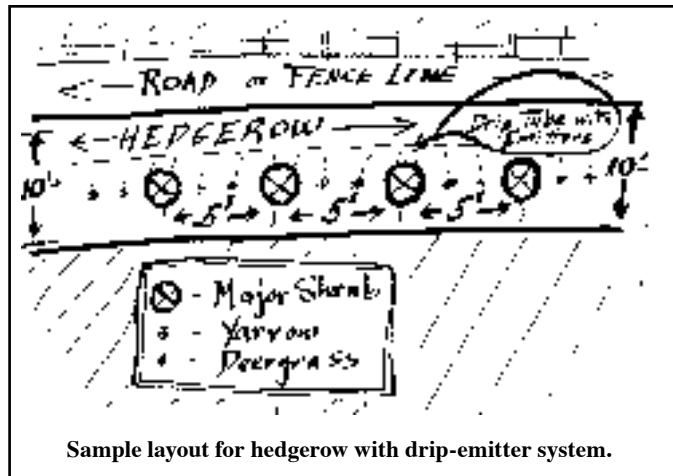 ← ROAD or FENCE LINE →
← HEDGEROW →
Drip Tube with
Emitters
10'
10'
5' 5' 5'
- Major Shrub
- Yarrow
- Deergrass
Sample layout for hedgerow with drip-emitter system.